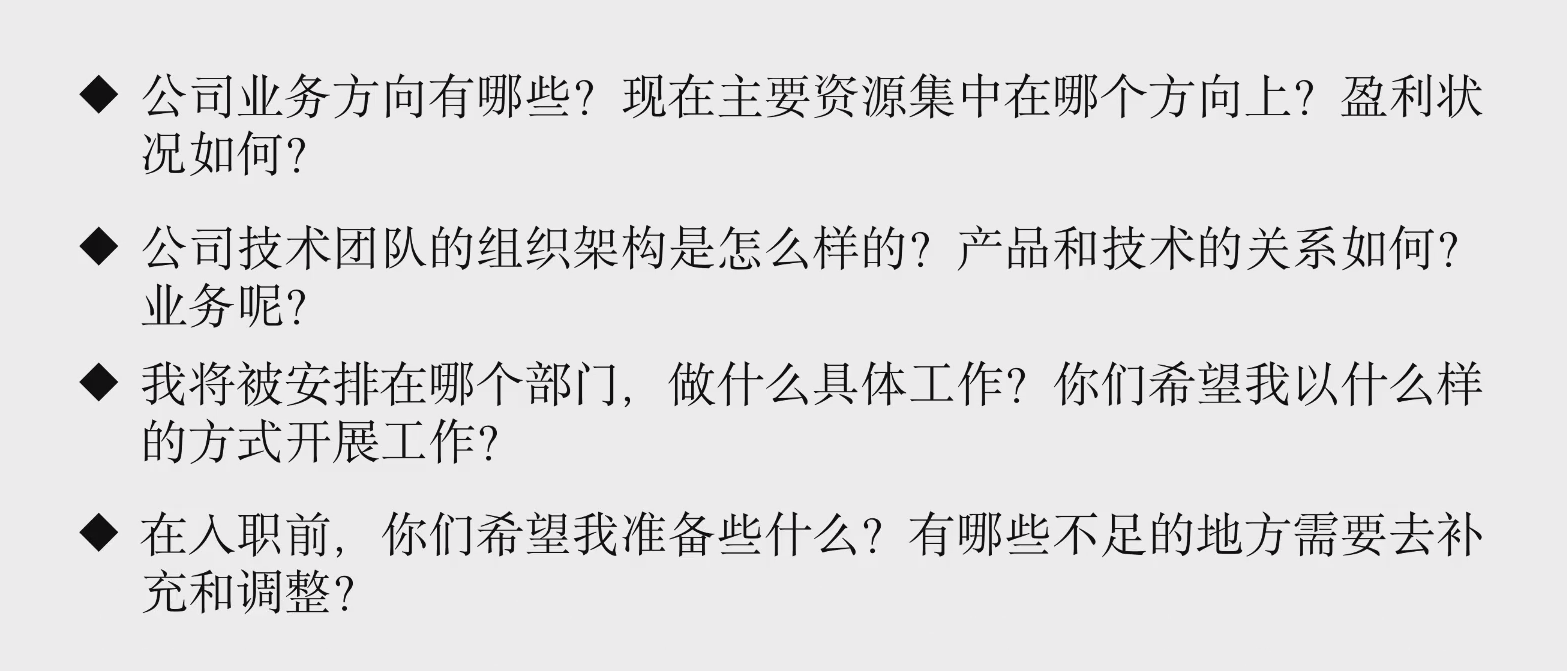 ◆ 公司业务方向有哪些？现在主要资源集中在哪个方向上？盈利状
况如何？
◆ 公司技术团队的组织架构是怎么样的？产品和技术的关系如何？
业务呢？
◆ 我将被安排在哪个部门，做什么具体工作？你们希望我以什么样
的方式开展工作？
◆ 在入职前，你们希望我准备些什么？有哪些不足的地方需要去补
充和调整？